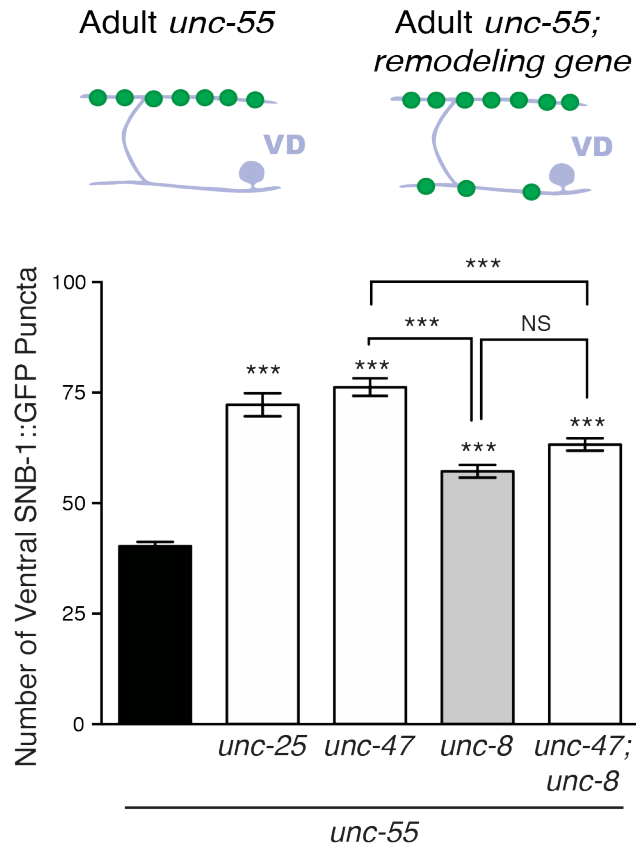 Adult unc-55
Adult unc-55;
remodeling gene
VD
VD
Number of Ventral SNB-1::GFP Puncta
100
75
50
25
0
***
***
***
***
***
***
NS
unc-25
unc-47
unc-8
unc-47;
unc-8
unc-55